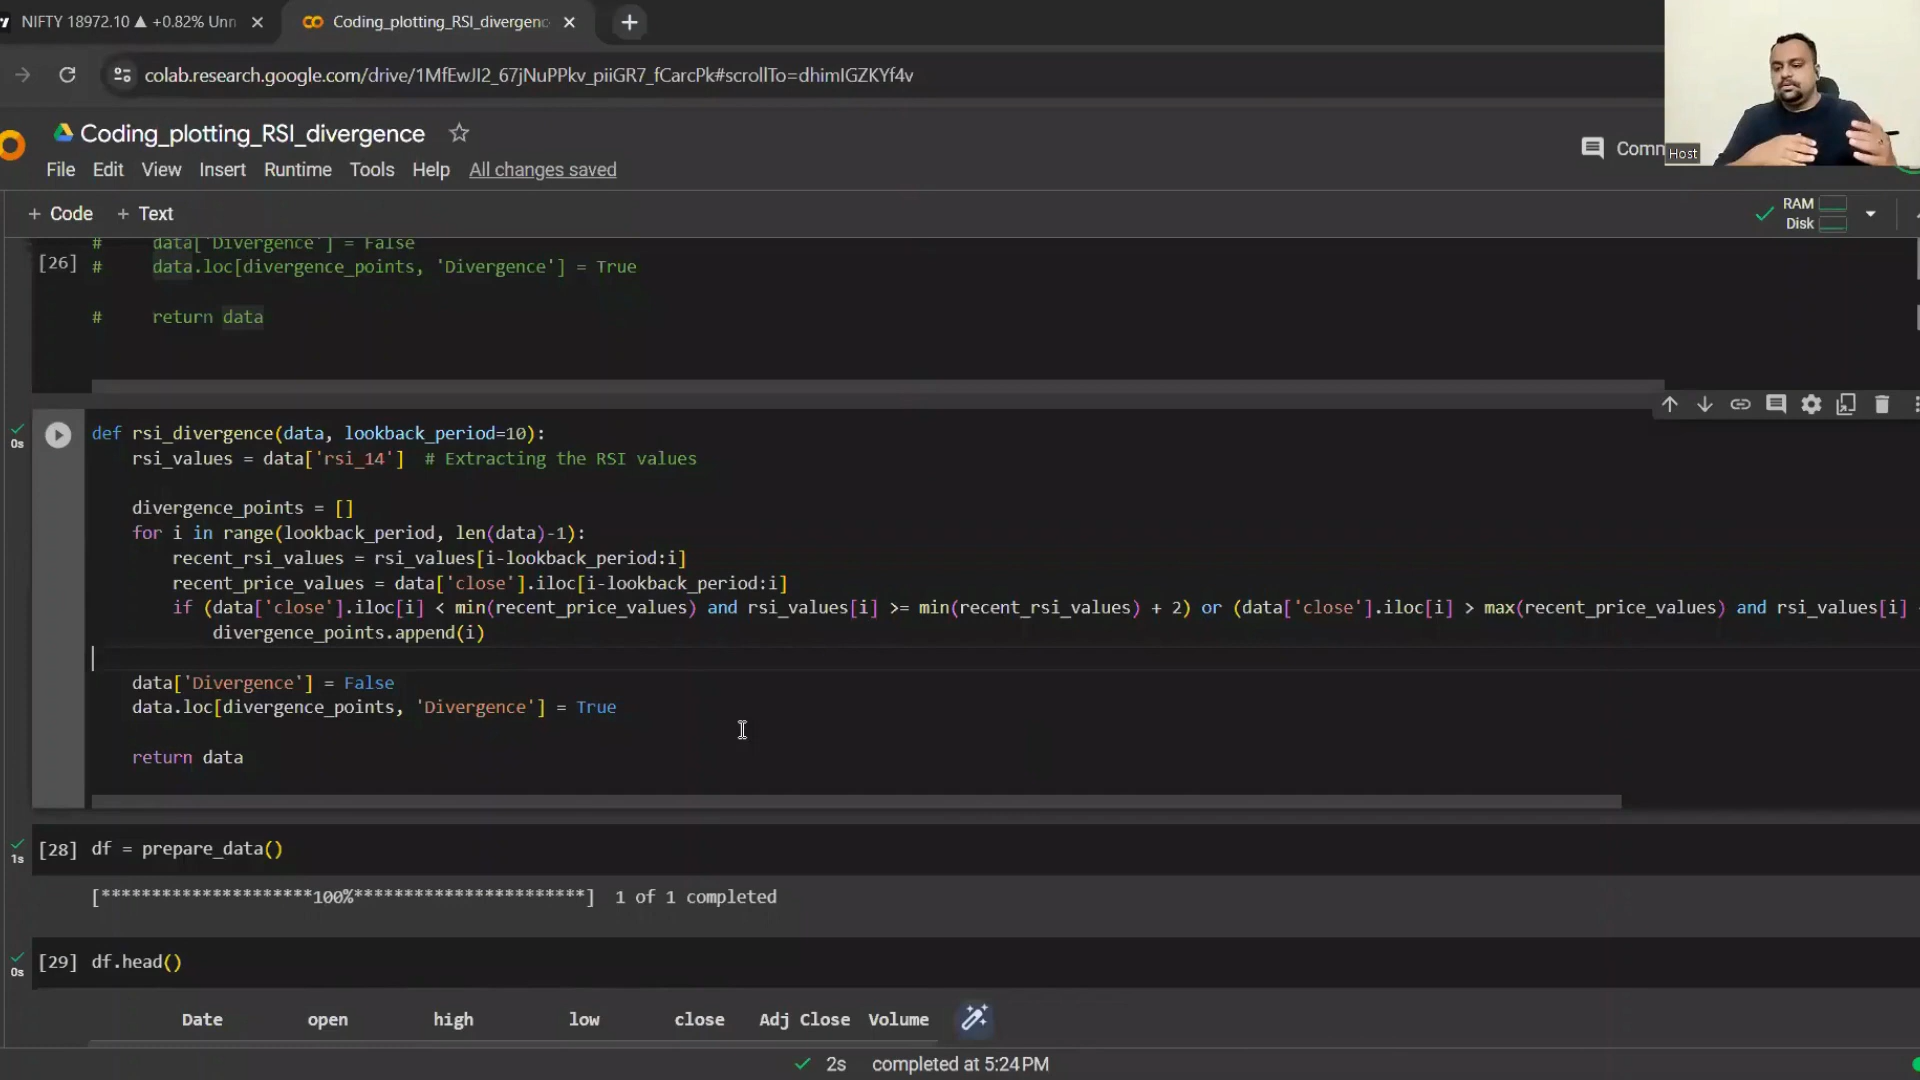 NIFTY 18972.10 ▲ +0.82% Unn
Coding_plotting_RSI_divergenc
colab.research.google.com/drive/1MfEwJI2_67jNuPPkv_piiGR7_fCarcPk#scrollTo=dhimIGZKYf4v
Coding_plotting_RSI_divergence
Host
File Edit View Insert Runtime Tools Help All changes saved
Comm
+ Code + Text
RAM
Disk
# data['Divergence'] = False
[26] # data.loc[divergence_points, 'Divergence'] = True
# return data
0s
def rsi_divergence(data, lookback_period=10):
rsi_values = data['rsi_14'] # Extracting the RSI values
divergence_points = []
for i in range(lookback_period, len(data)-1):
recent_rsi_values = rsi_values[i-lookback_period:i]
recent_price_values = data['close'].iloc[i-lookback_period:i]
if (data['close'].iloc[i] < min(recent_price_values) and rsi_values[i] >= min(recent_rsi_values) + 2) or (data['close'].iloc[i] > max(recent_price_values) and rsi_values[i]
divergence_points.append(i)
data['Divergence'] = False
data.loc[divergence_points, 'Divergence'] = True
return data
1s
[28] df = prepare_data()
[*********************100%***********************] 1 of 1 completed
0s
[29] df.head()
Date open high low close Adj Close Volume
2s completed at 5:24 PM